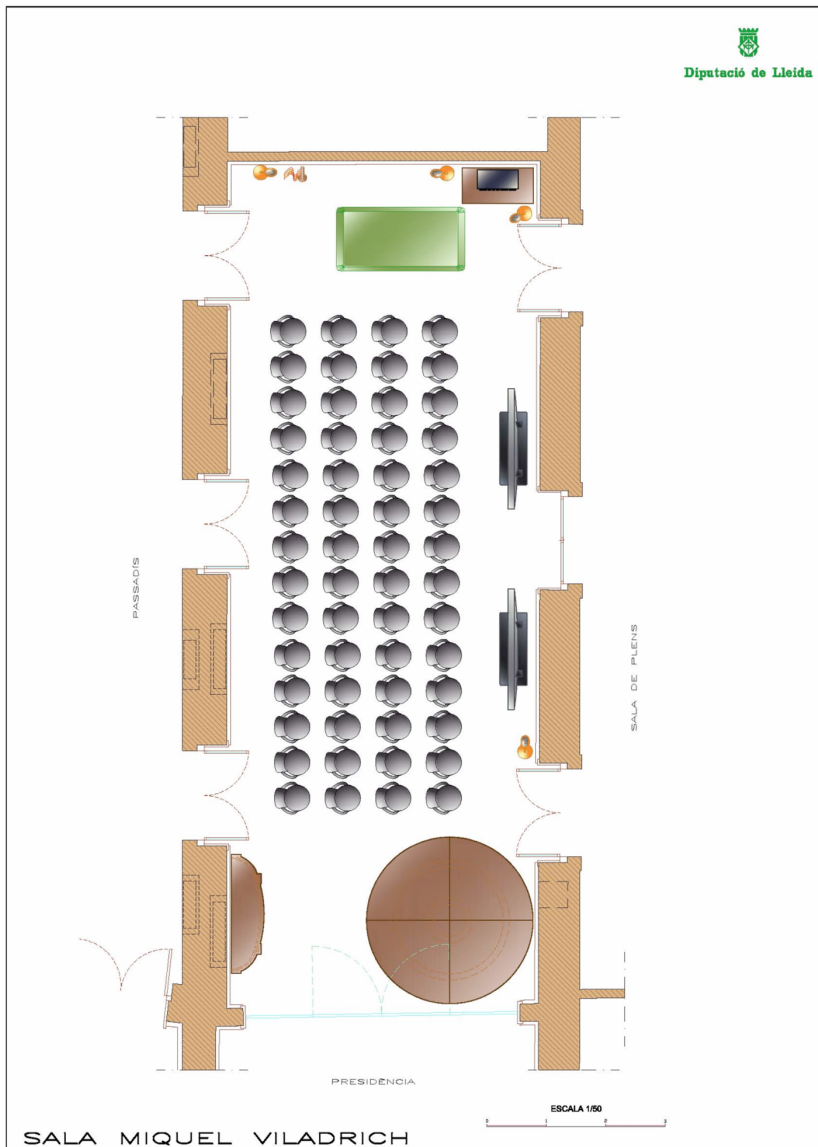 Diputació de Lleida
PASSADÍS
SALA DE PLENS
PRESIDÈNCIA
ESCALA 1/50
0 1 2 3
SALA MIQUEL VILADRICH